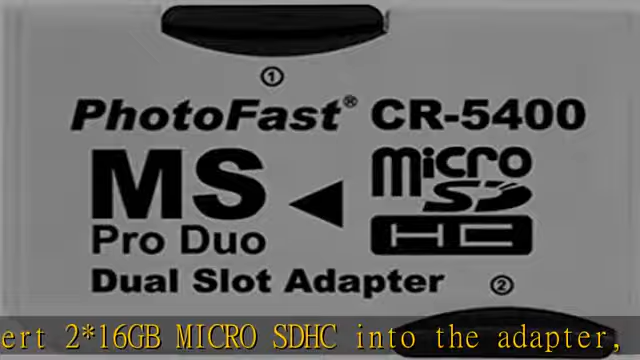 ①
PhotoFast® CR-5400
MS
micro
SD
HC
Pro Duo
Dual Slot Adapter ②
ert 2*16GB MICRO SDHC into the adapter,